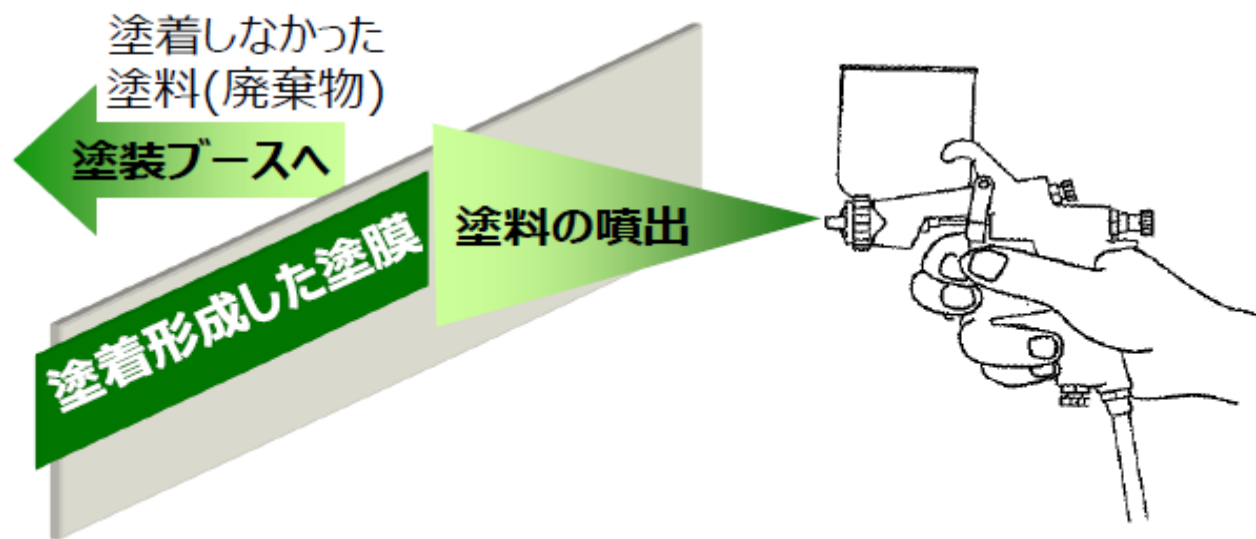 塗着しなかった
塗料(廃棄物)
塗装ブースへ
塗料の噴出
塗着形成した塗膜